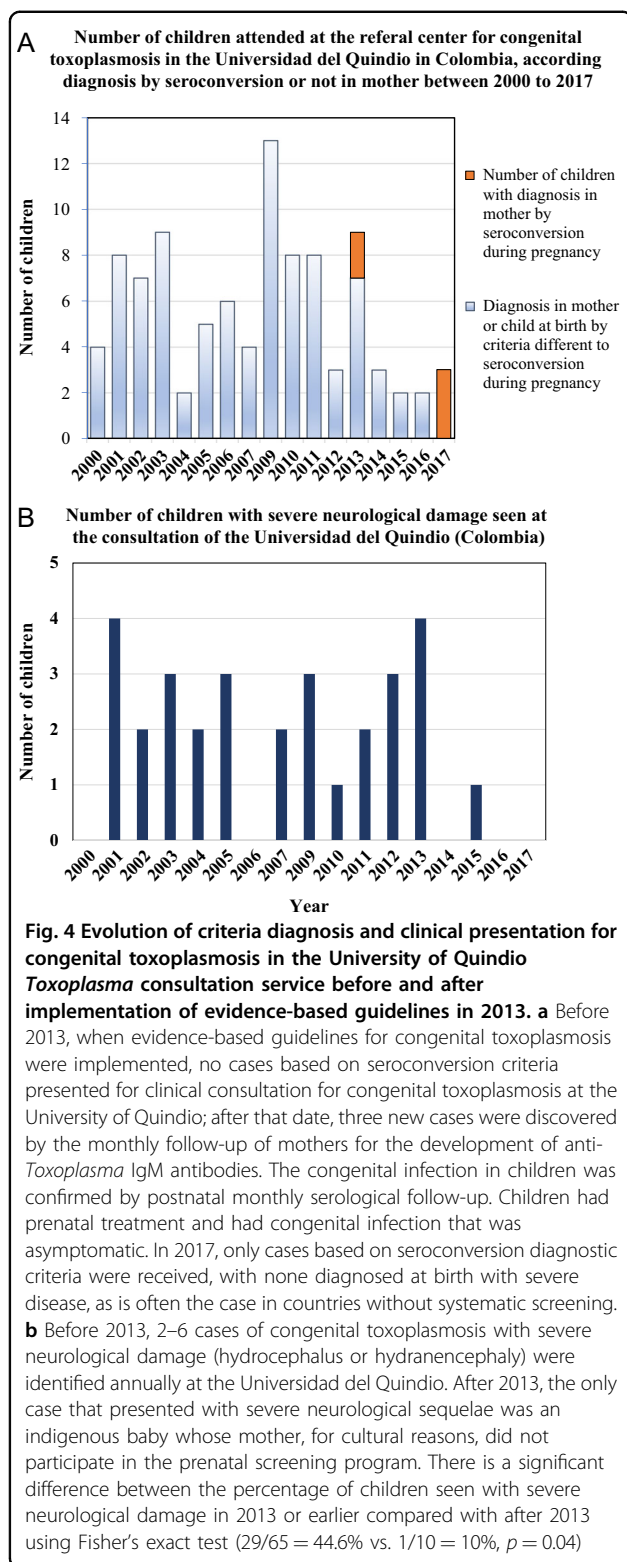 A
Number of children attended at the referal center for congenital
toxoplasmosis in the Universidad del Quindio in Colombia, according
diagnosis by seroconversion or not in mother between 2000 to 2017
14
12
10
8
6
4
2
0
Number of children
2000
2001
2002
2003
2004
2005
2006
2007
2009
2010
2011
2012
2013
2014
2015
2016
2017
Number of children
with diagnosis in
mother by
seroconversion
during pregnancy
Diagnosis in mother
or child at birth by
criteria different to
seroconversion
during pregnancy
B
Number of children with severe neurological damage seen at
the consultation of the Universidad del Quindio (Colombia)
5
4
3
2
1
0
Number of children
2000
2001
2002
2003
2004
2005
2006
2007
2009
2010
2011
2012
2013
2014
2015
2016
2017
Year
Fig. 4 Evolution of criteria diagnosis and clinical presentation for
congenital toxoplasmosis in the University of Quindio
Toxoplasma consultation service before and after
implementation of evidence-based guidelines in 2013. a Before
2013, when evidence-based guidelines for congenital toxoplasmosis
were implemented, no cases based on seroconversion criteria
presented for clinical consultation for congenital toxoplasmosis at the
University of Quindio; after that date, three new cases were discovered
by the monthly follow-up of mothers for the development of anti-
Toxoplasma IgM antibodies. The congenital infection in children was
confirmed by postnatal monthly serological follow-up. Children had
prenatal treatment and had congenital infection that was
asymptomatic. In 2017, only cases based on seroconversion diagnostic
criteria were received, with none diagnosed at birth with severe
disease, as is often the case in countries without systematic screening.
b Before 2013, 2–6 cases of congenital toxoplasmosis with severe
neurological damage (hydrocephalus or hydranencephaly) were
identified annually at the Universidad del Quindio. After 2013, the only
case that presented with severe neurological sequelae was an
indigenous baby whose mother, for cultural reasons, did not
participate in the prenatal screening program. There is a significant
difference between the percentage of children seen with severe
neurological damage in 2013 or earlier compared with after 2013
using Fisher's exact test (29/65 = 44.6% vs. 1/10 = 10%, p = 0.04)